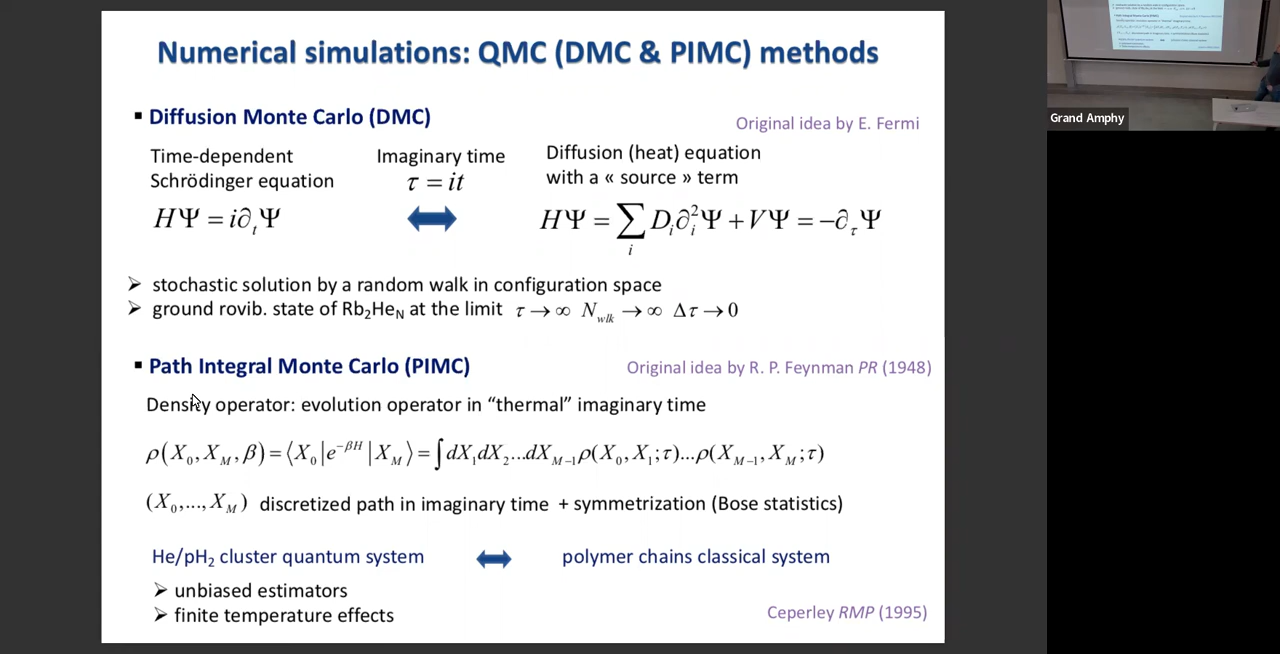 Numerical simulations: QMC (DMC & PIMC) methods
▪ Diffusion Monte Carlo (DMC)
Original idea by E. Fermi
Time-dependent
Schrödinger equation
Imaginary time
τ = it
Diffusion (heat) equation
with a « source » term
HΨ = i∂ₜΨ
HΨ = ∑ᵢ Dᵢ∂ᵢ²Ψ + VΨ = −∂_τΨ
➢ stochastic solution by a random walk in configuration space
➢ ground rovib. state of Rb₂He_N at the limit τ → ∞ N_wlk → ∞ Δτ → 0
▪ Path Integral Monte Carlo (PIMC)
Original idea by R. P. Feynman PR (1948)
Density operator: evolution operator in “thermal” imaginary time
ρ(X₀, X_M, β) = ⟨X₀|e^{−βH}|X_M⟩ = ∫dX₁dX₂...dX_{M−1}ρ(X₀, X₁; τ)...ρ(X_{M−1}, X_M; τ)
(X₀,..., X_M) discretized path in imaginary time + symmetrization (Bose statistics)
He/pH₂ cluster quantum system
polymer chains classical system
➢ unbiased estimators
➢ finite temperature effects
Ceperley RMP (1995)
Grand Amphy